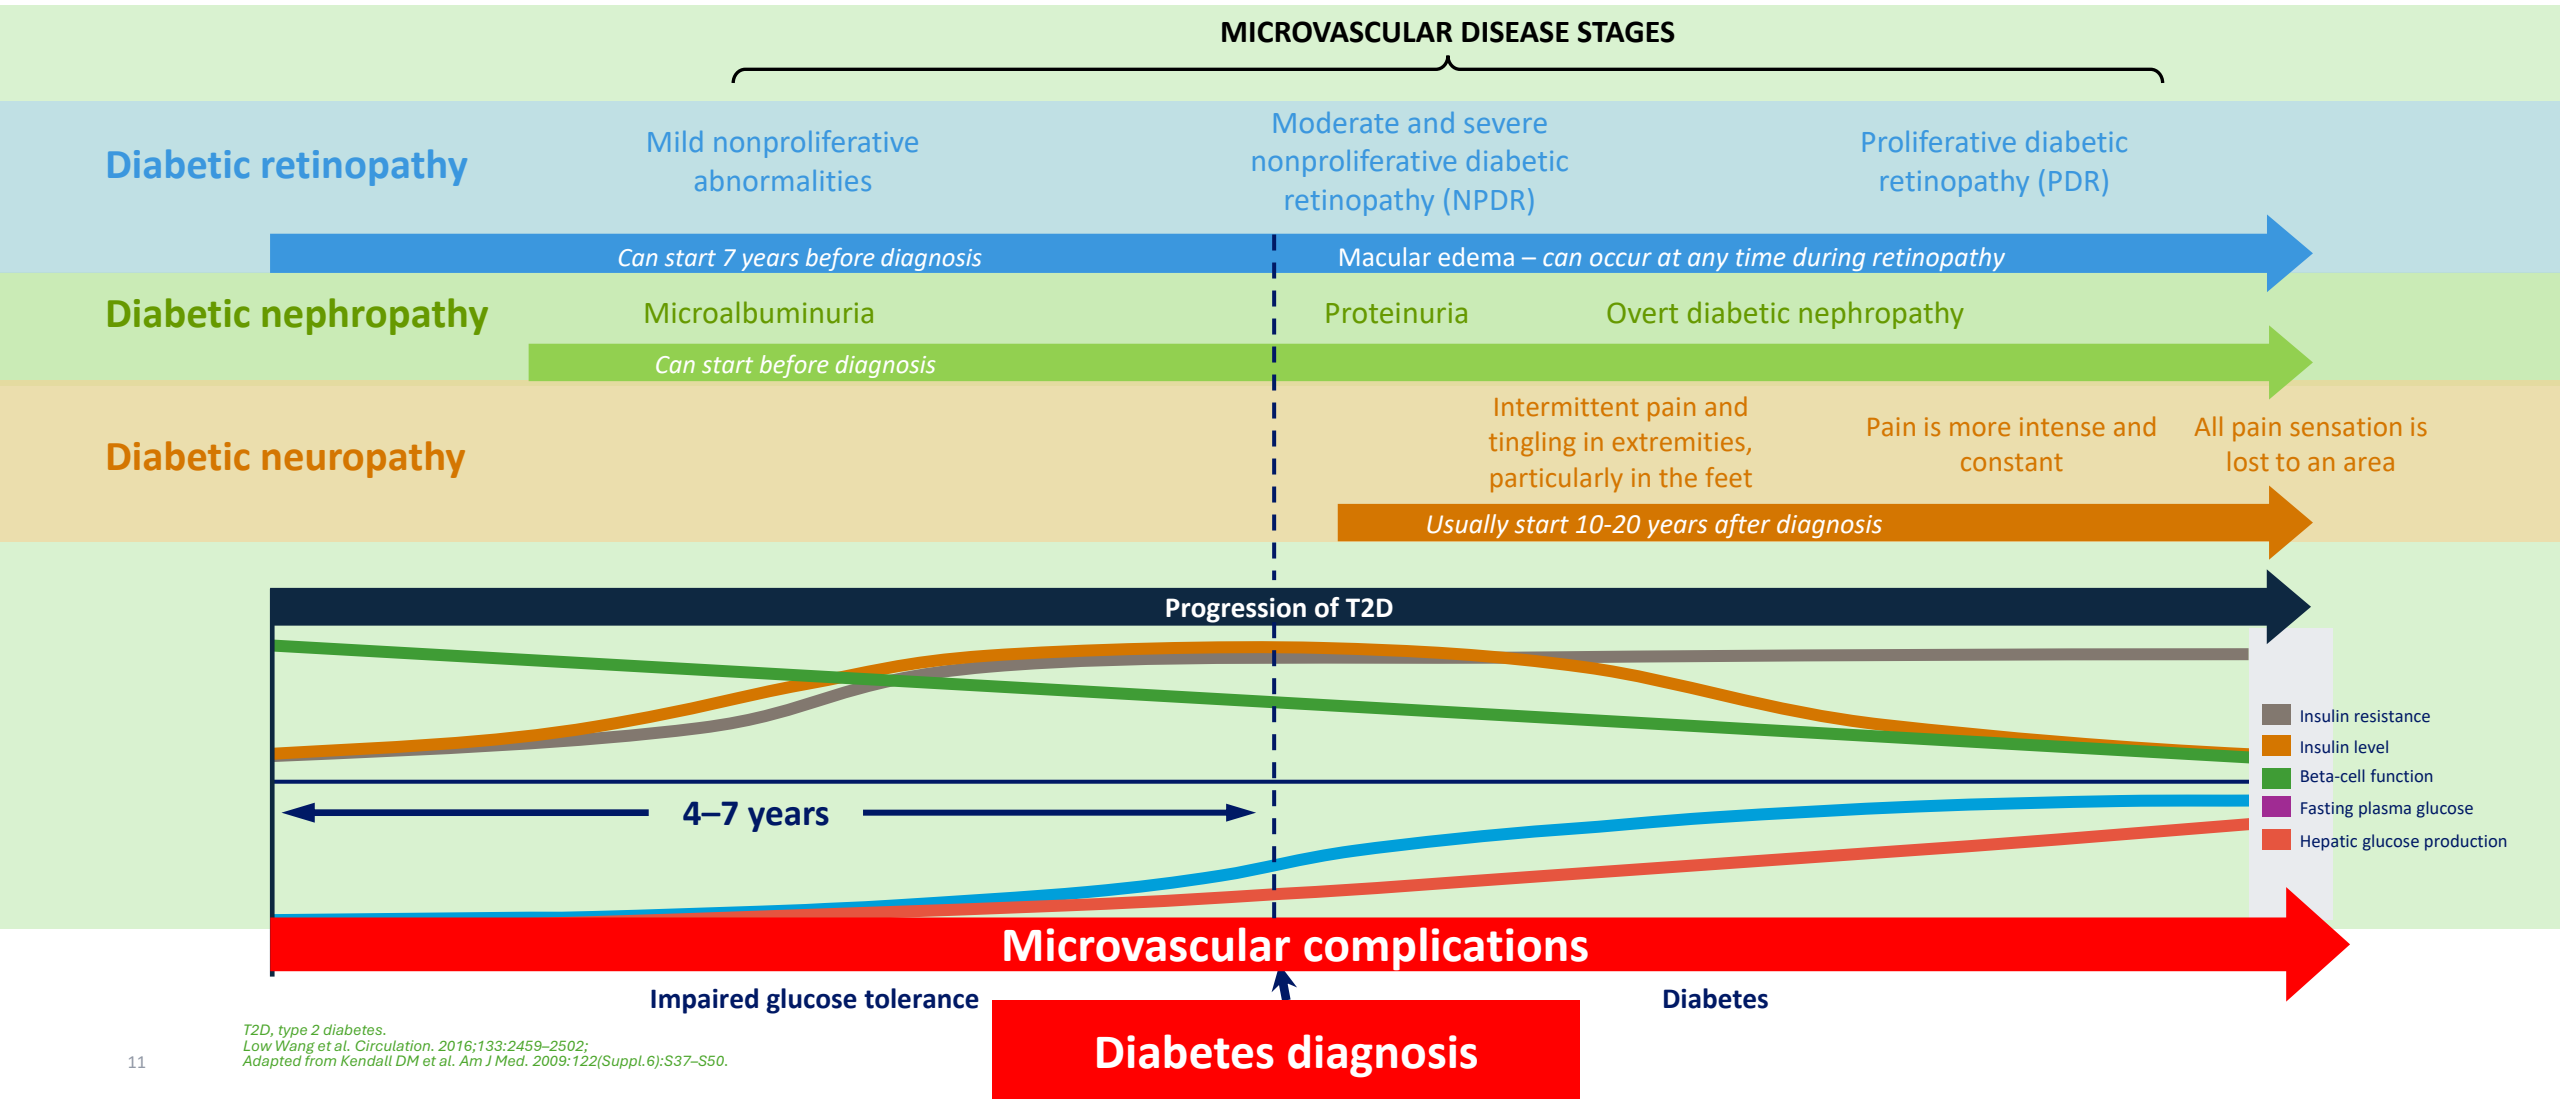 MICROVASCULAR DISEASE STAGES
Diabetic retinopathy
Mild nonproliferative
abnormalities
Moderate and severe
nonproliferative diabetic
retinopathy (NPDR)
Proliferative diabetic
retinopathy (PDR)
Can start 7 years before diagnosis
Macular edema – can occur at any time during retinopathy
Diabetic nephropathy
Microalbuminuria
Proteinuria
Overt diabetic nephropathy
Can start before diagnosis
Diabetic neuropathy
Intermittent pain and
tingling in extremities,
particularly in the feet
Pain is more intense and
constant
All pain sensation is
lost to an area
Usually start 10-20 years after diagnosis
Progression of T2D
4–7 years
Insulin resistance
Insulin level
Beta-cell function
Fasting plasma glucose
Hepatic glucose production
Microvascular complications
Impaired glucose tolerance
Diabetes
Diabetes diagnosis
T2D, type 2 diabetes.
Low Wang et al. Circulation. 2016;133:2459–2502;
Adapted from Kendall DM et al. Am J Med. 2009:122(Suppl.6):S37–S50.
11